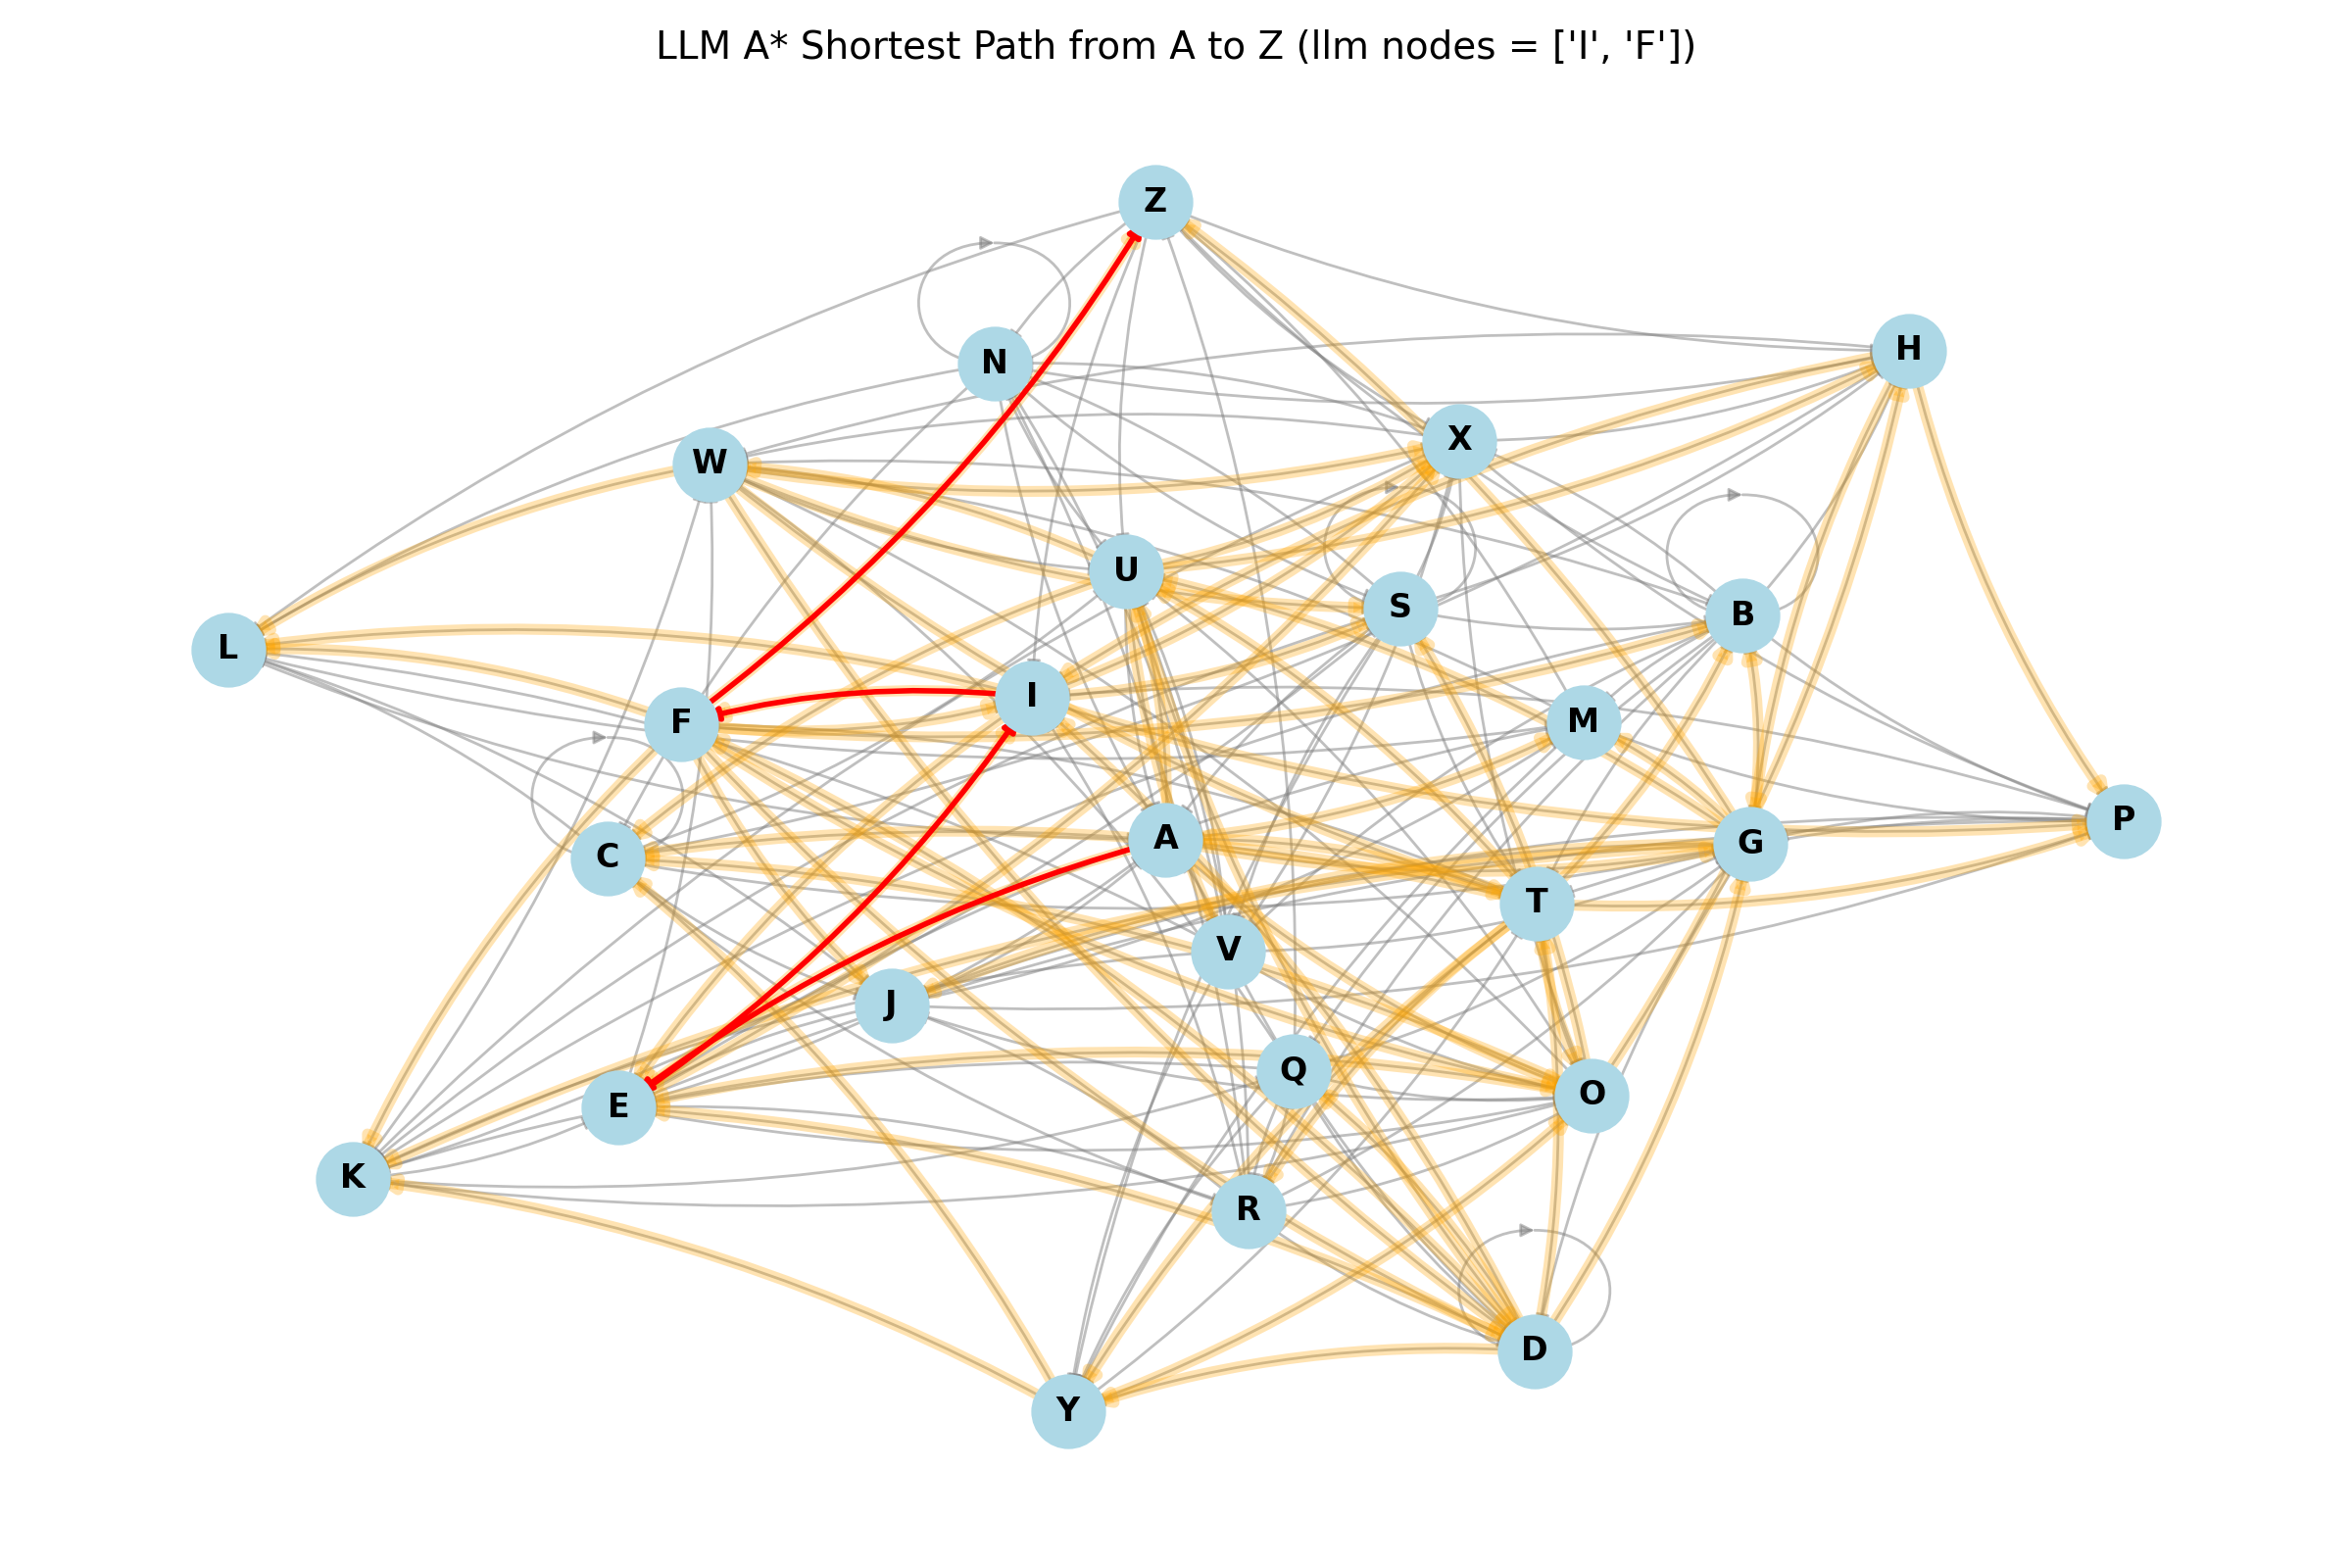 LLM A* Shortest Path from A to Z (llm nodes = ['I', 'F'])
Z
N
H
X
W
U
S
B
L
I
M
F
P
A
G
C
T
V
J
Q
O
E
K
R
D
Y